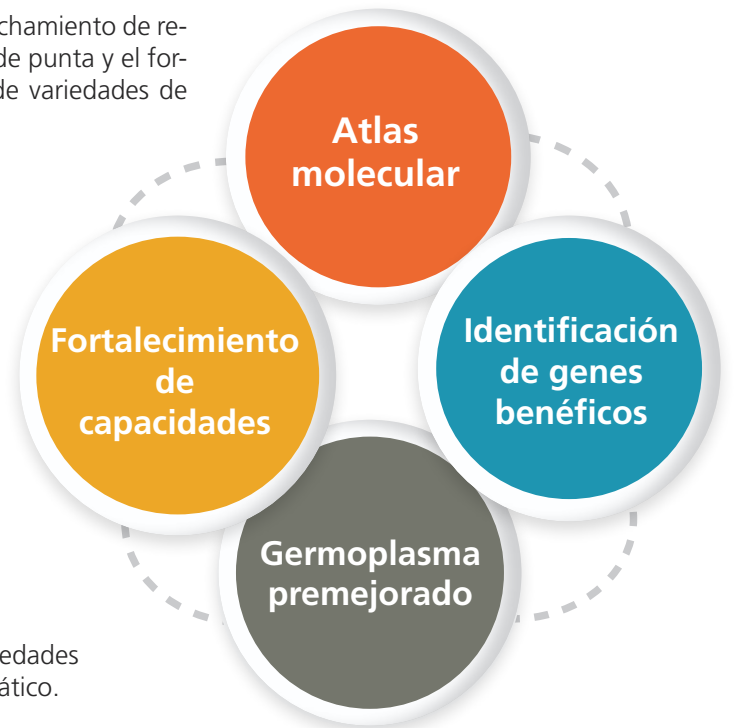 chamiento de re-
de punta y el for-
de variedades de
Atlas
molecular
Fortalecimiento
de
capacidades
Identificación
de genes
benéficos
Germoplasma
premejorado
edades
ático.